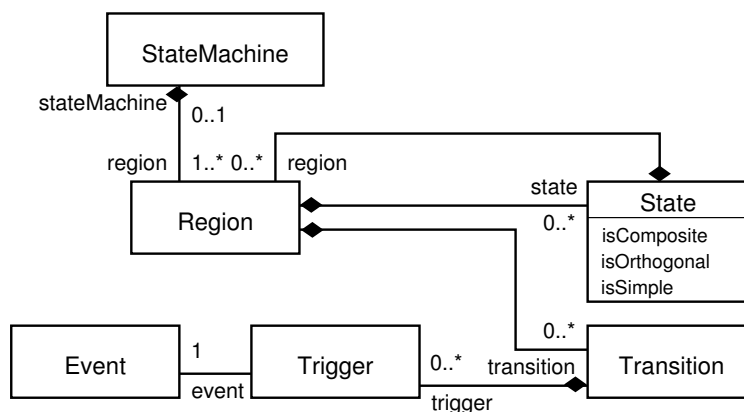 StateMachine
stateMachine
0..1
region
1..* 0..*
region
Region
state
0..*
State
isComposite
isOrthogonal
isSimple
Event
1
event
Trigger
0..*
trigger
transition
0..*
Transition